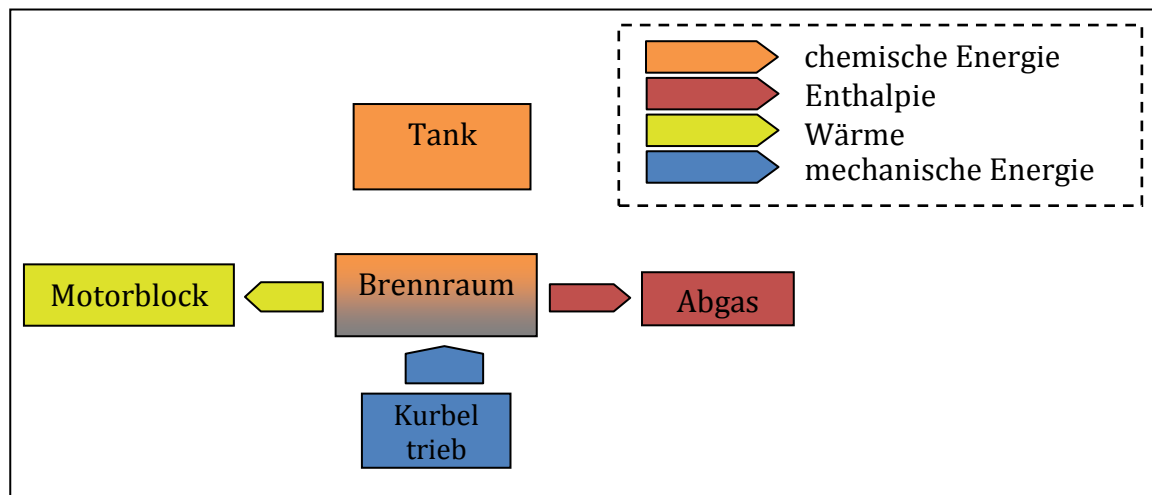 chemische Energie
Enthalpie
Wärme
mechanische Energie
Tank
Motorblock
Brennraum
Abgas
Kurbel
trieb